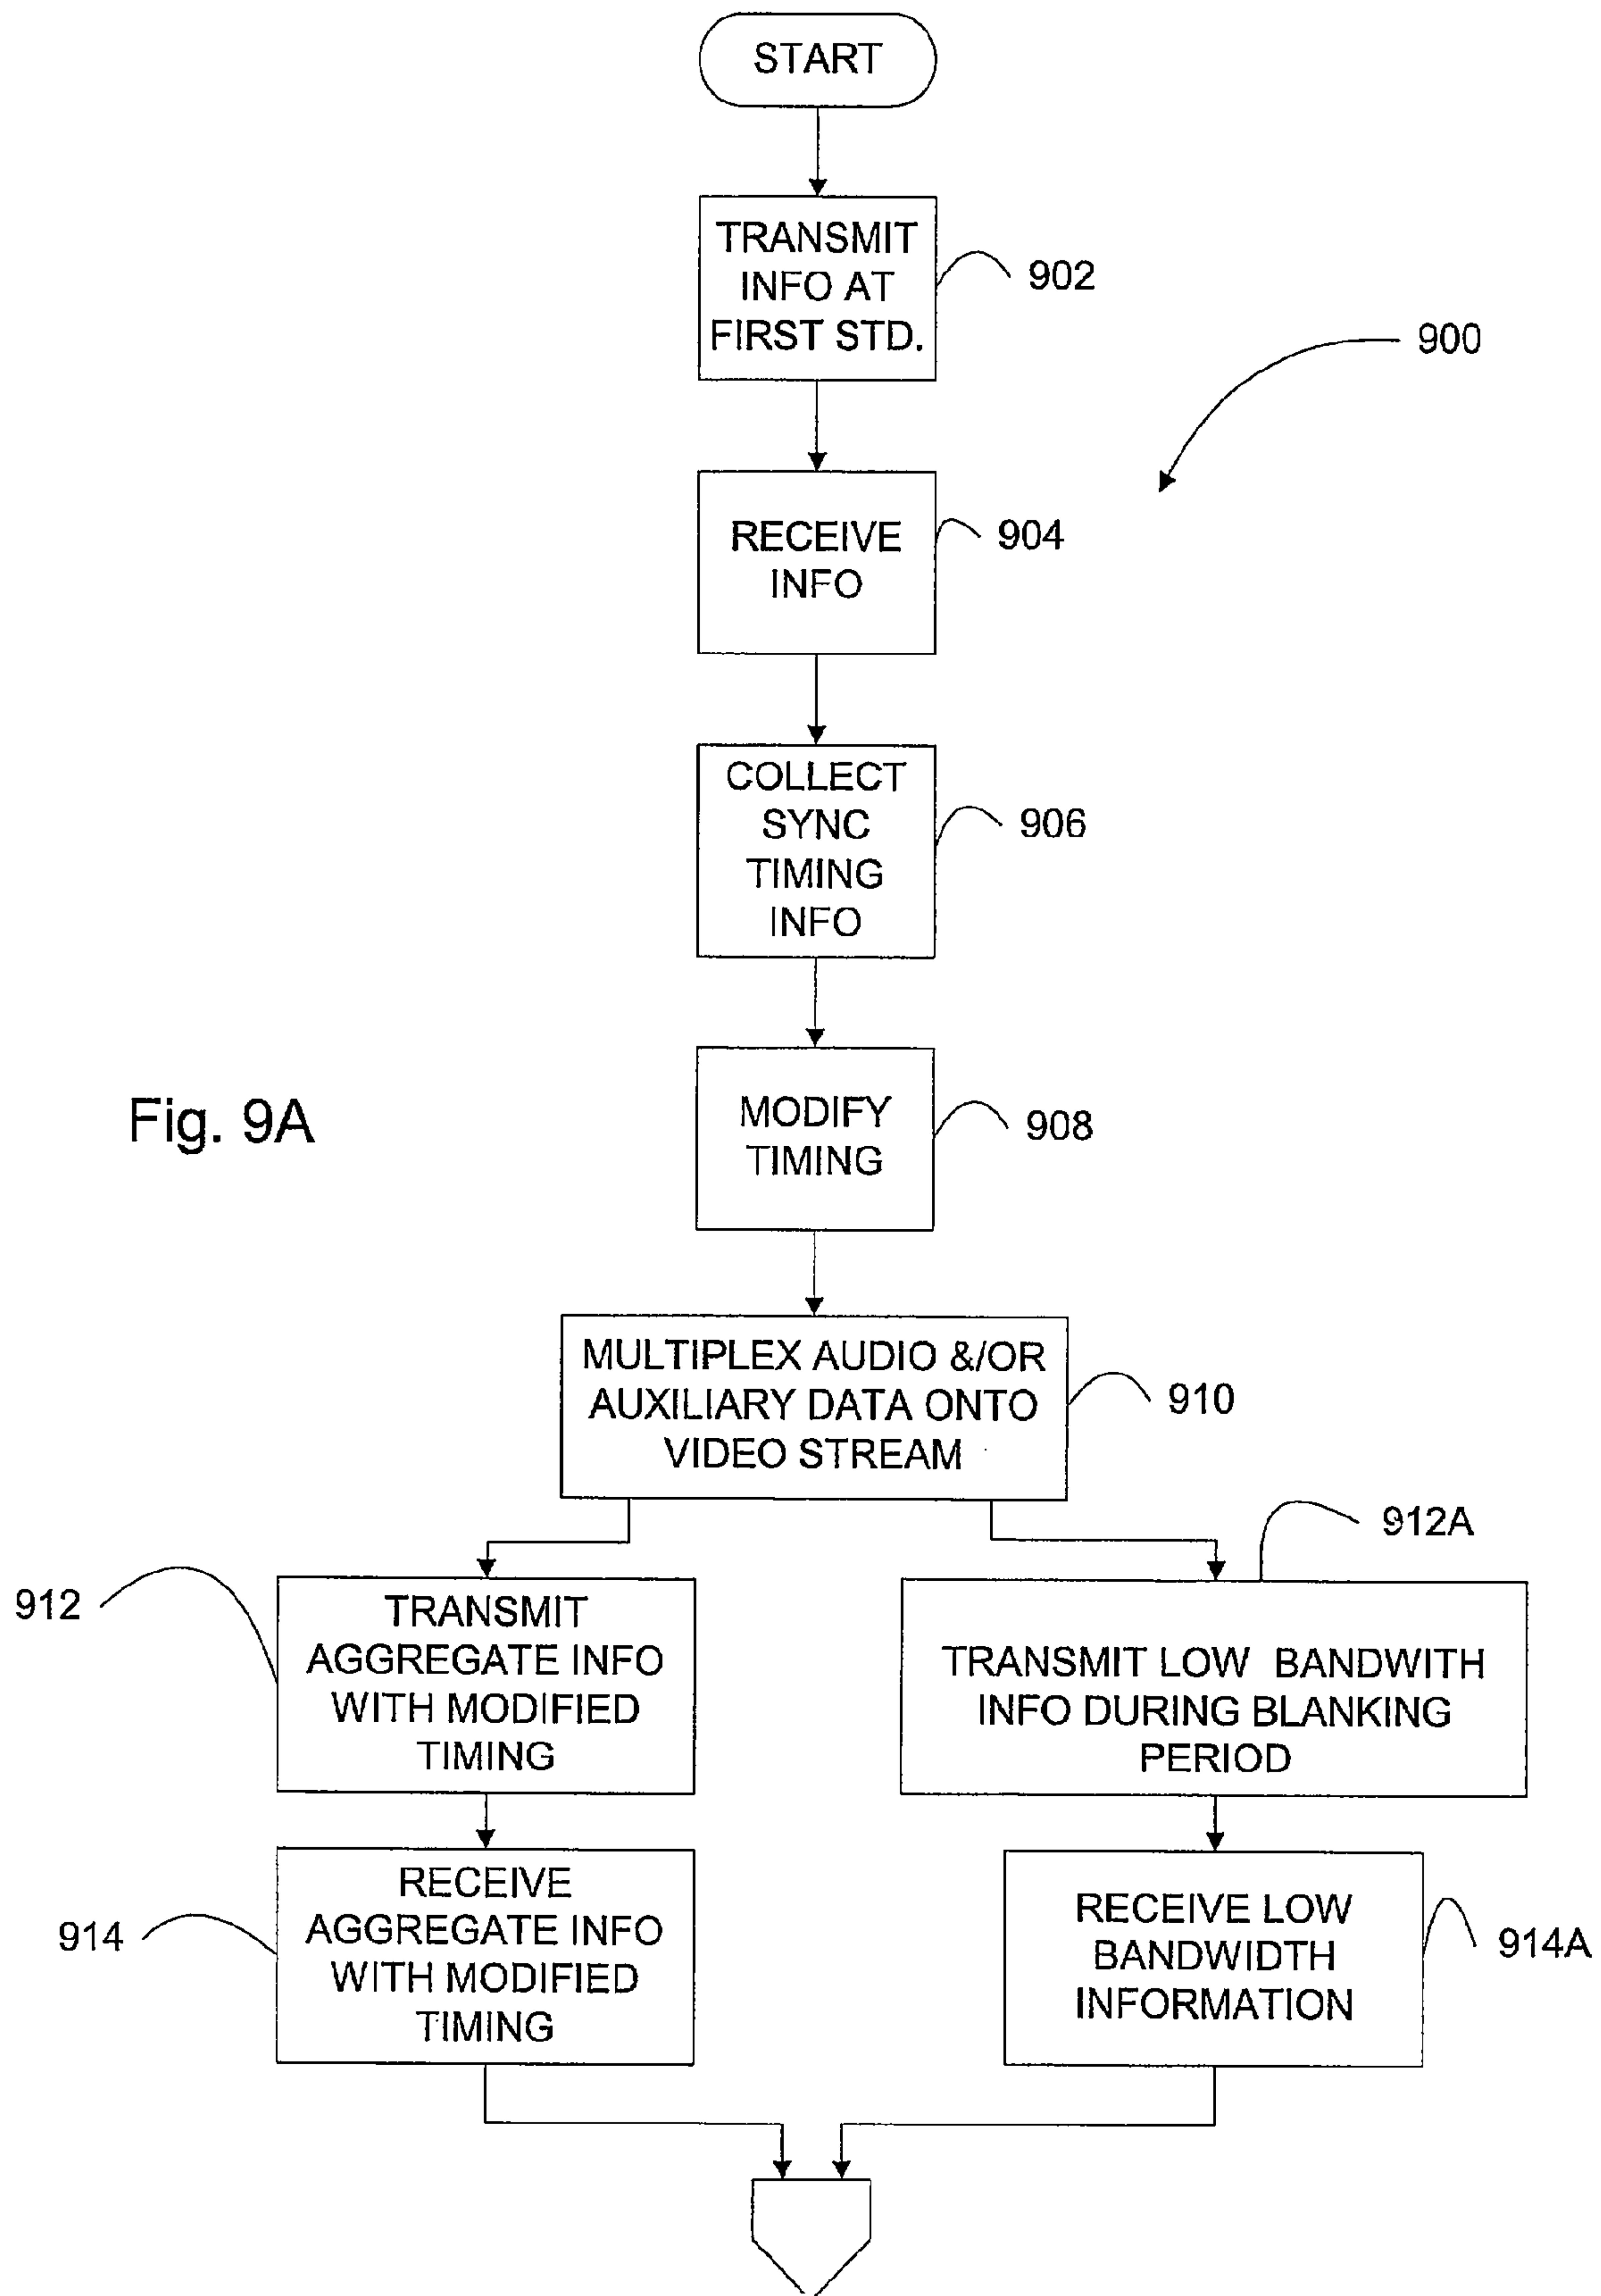 START
TRANSMIT
INFO AT
FIRST STD.
902
900
RECEIVE
INFO
904
COLLECT
SYNC
TIMING
INFO
906
Fig. 9A
MODIFY
TIMING
908
MULTIPLEX AUDIO &/OR
AUXILIARY DATA ONTO
VIDEO STREAM
910
912
TRANSMIT
AGGREGATE INFO
WITH MODIFIED
TIMING
912A
TRANSMIT LOW BANDWITH
INFO DURING BLANKING
PERIOD
914
RECEIVE
AGGREGATE INFO
WITH MODIFIED
TIMING
RECEIVE LOW
BANDWIDTH
INFORMATION
914A